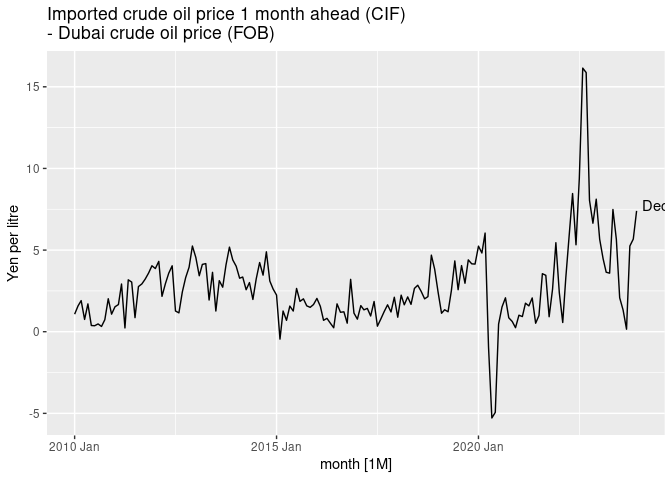 Imported crude oil price 1 month ahead (CIF)
- Dubai crude oil price (FOB)
Yen per litre
15
10
5
0
-5
Dec
2010 Jan
2015 Jan
2020 Jan
month [1M]